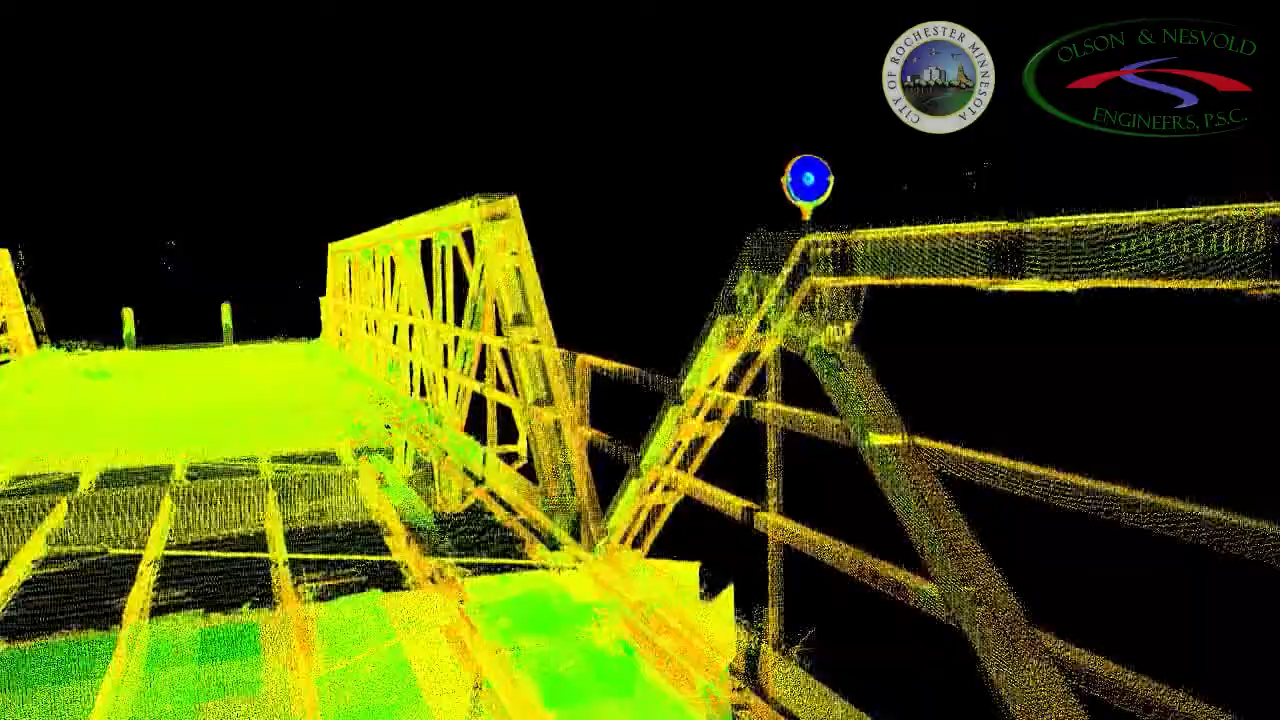 CITY OF ROCHESTER MINNESOTA
OLSON & NESVOLD
ENGINEERS, P.S.C.